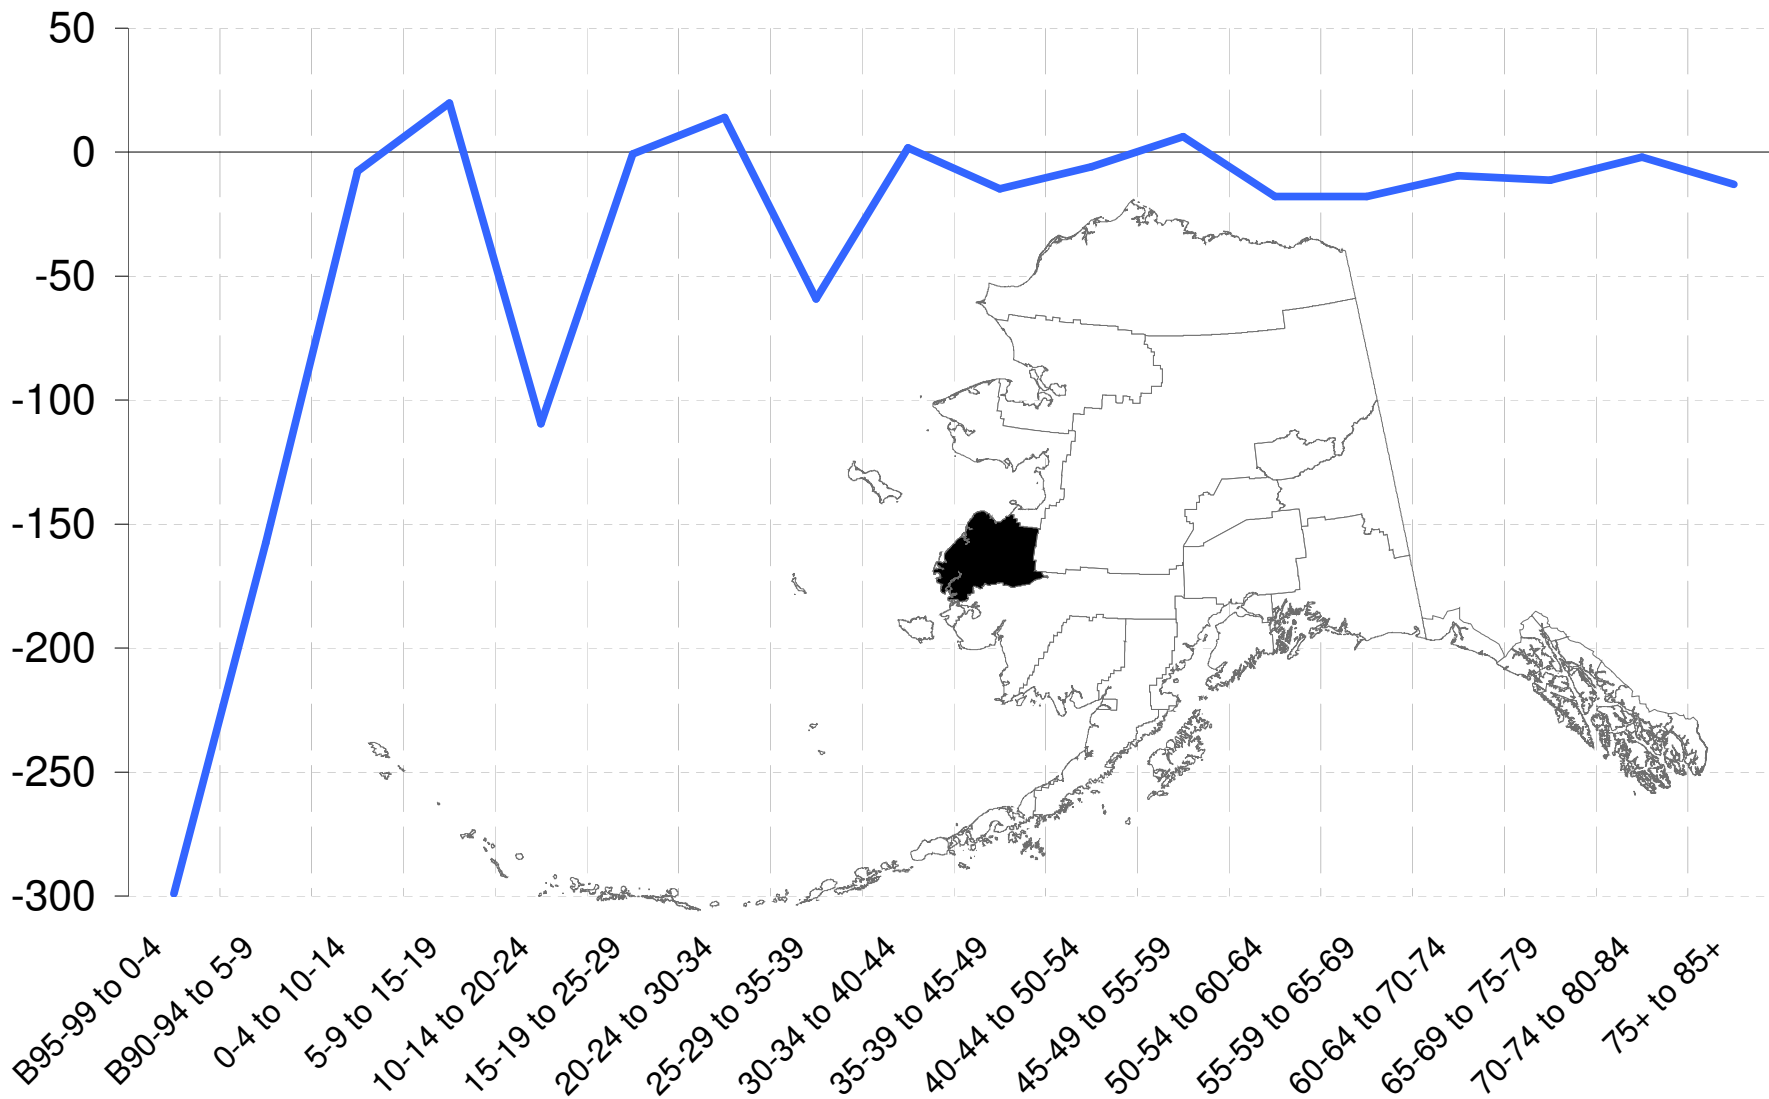 50
0
-50
-100
-150
-200
-250
-300
B95-99 to 0-4
B90-94 to 5-9
0-4 to 10-14
5-9 to 15-19
10-14 to 20-24
15-19 to 25-29
20-24 to 30-34
25-29 to 35-39
30-34 to 40-44
35-39 to 45-49
40-44 to 50-54
45-49 to 55-59
50-54 to 60-64
55-59 to 65-69
60-64 to 70-74
65-69 to 75-79
70-74 to 80-84
75+ to 85+